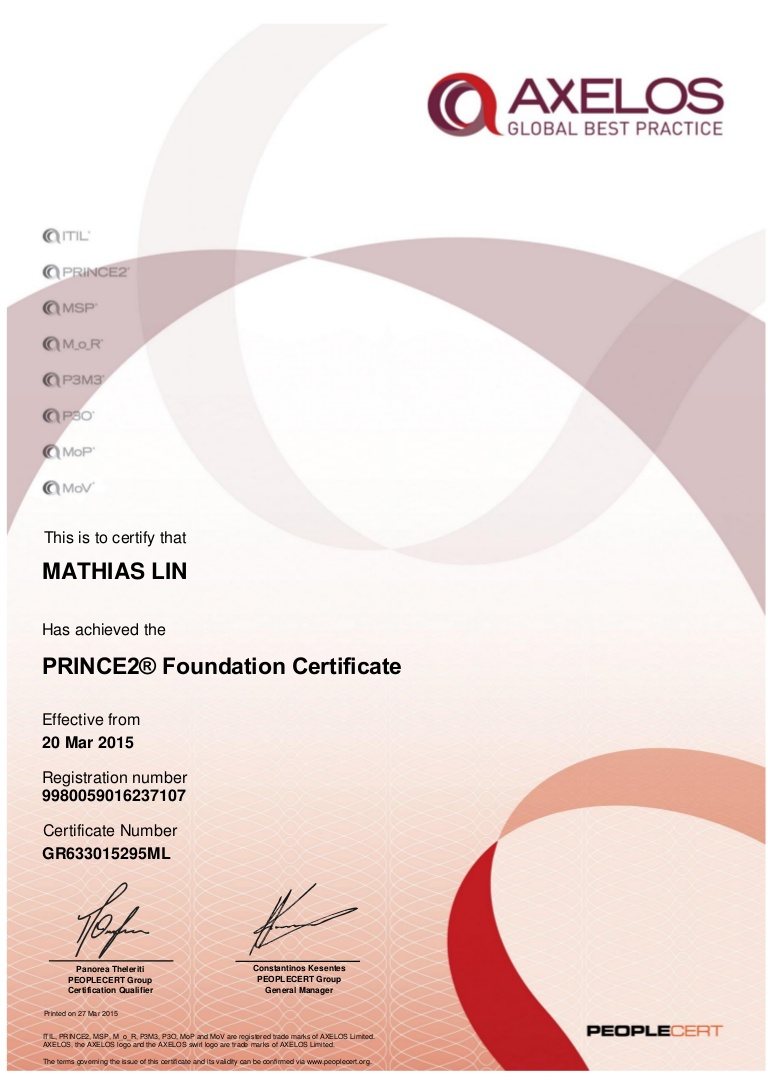 AXELOS
GLOBAL BEST PRACTICE
ITIL®
PRINCE2®
MSP®
M_o_R®
P3M3®
P3O®
MoP®
MoV®
This is to certify that
MATHIAS LIN
Has achieved the
PRINCE2® Foundation Certificate
Effective from
20 Mar 2015
Registration number
9980059016237107
Certificate Number
GR633015295ML
Panorea Theleriti
PEOPLECERT Group
Certification Qualifier
Constantinos Kesentes
PEOPLECERT Group
General Manager
Printed on 27 Mar 2015
ITIL, PRINCE2, MSP, M_o_R, P3M3, P3O, MoP and MoV are registered trade marks of AXELOS Limited.
AXELOS, the AXELOS logo and the AXELOS swirl logo are trade marks of AXELOS Limited.
The terms governing the issue of this certificate and its validity can be confirmed via www.peoplecert.org.
PEOPLECERT